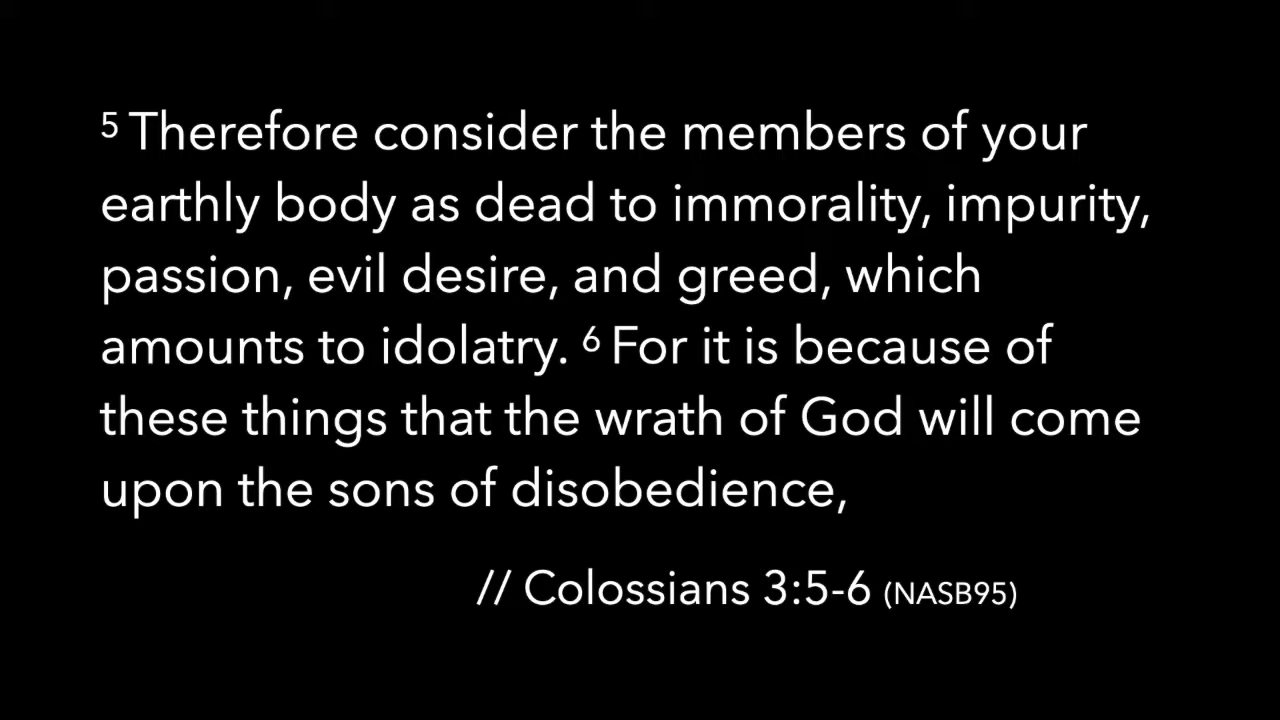 5 Therefore consider the members of your
earthly body as dead to immorality, impurity,
passion, evil desire, and greed, which
amounts to idolatry. 6 For it is because of
these things that the wrath of God will come
upon the sons of disobedience,
// Colossians 3:5-6 (NASB95)